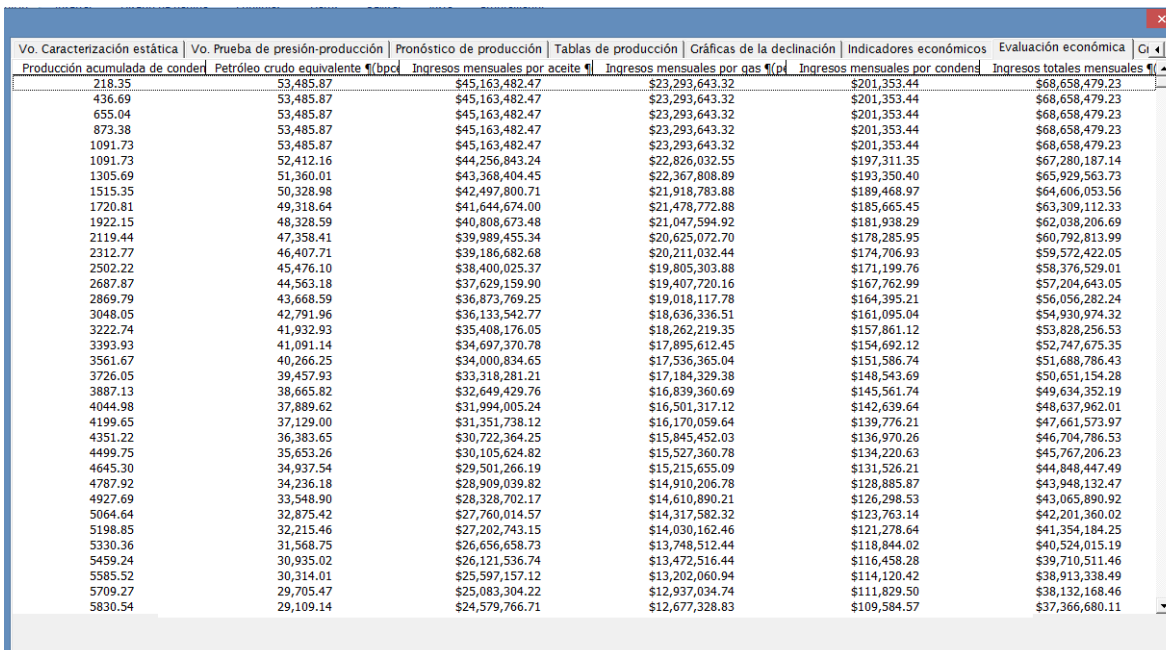 Vo. Caracterización estática Vo. Prueba de presión-producción Pronóstico de producción Tablas de producción Gráficas de la declinación Indicadores económicos Evaluación económica
Producción acumulada de conden Petróleo crudo equivalente ¶(bpc Ingresos mensuales por aceite ¶ Ingresos mensuales por gas ¶(p Ingresos mensuales por condens Ingresos totales mensuales ¶(
218.35 53,485.87 $45,163,482.47 $23,293,643.32 $201,353.44 $68,658,479.23
436.69 53,485.87 $45,163,482.47 $23,293,643.32 $201,353.44 $68,658,479.23
655.04 53,485.87 $45,163,482.47 $23,293,643.32 $201,353.44 $68,658,479.23
873.38 53,485.87 $45,163,482.47 $23,293,643.32 $201,353.44 $68,658,479.23
1091.73 53,485.87 $45,163,482.47 $23,293,643.32 $201,353.44 $68,658,479.23
1091.73 52,412.16 $44,256,843.24 $22,826,032.55 $197,311.35 $67,280,187.14
1305.69 51,360.01 $43,368,404.45 $22,367,808.89 $193,350.40 $65,929,563.73
1515.35 50,328.98 $42,497,800.71 $21,918,783.88 $189,468.97 $64,606,053.56
1720.81 49,318.64 $41,644,674.00 $21,478,772.88 $185,665.45 $63,309,112.33
1922.15 48,328.59 $40,808,673.48 $21,047,594.92 $181,938.29 $62,038,206.69
2119.44 47,358.41 $39,989,455.34 $20,625,072.70 $178,285.95 $60,792,813.99
2312.77 46,407.71 $39,186,682.68 $20,211,032.44 $174,706.93 $59,572,422.05
2502.22 45,476.10 $38,400,025.37 $19,805,303.88 $171,199.76 $58,376,529.01
2687.87 44,563.18 $37,629,159.90 $19,407,720.16 $167,762.99 $57,204,643.05
2869.79 43,668.59 $36,873,769.25 $19,018,117.78 $164,395.21 $56,056,282.24
3048.05 42,791.96 $36,133,542.77 $18,636,336.51 $161,095.04 $54,930,974.32
3222.74 41,932.93 $35,408,176.05 $18,262,219.35 $157,861.12 $53,828,256.53
3393.93 41,091.14 $34,697,370.78 $17,895,612.45 $154,692.12 $52,747,675.35
3561.67 40,266.25 $34,000,834.65 $17,536,365.04 $151,586.74 $51,688,786.43
3726.05 39,457.93 $33,318,281.21 $17,184,329.38 $148,543.69 $50,651,154.28
3887.13 38,665.82 $32,649,429.76 $16,839,360.69 $145,561.74 $49,634,352.19
4044.98 37,889.62 $31,994,005.24 $16,501,317.12 $142,639.64 $48,637,962.01
4199.65 37,129.00 $31,351,738.12 $16,170,059.64 $139,776.21 $47,661,573.97
4351.22 36,383.65 $30,722,364.25 $15,845,452.03 $136,970.26 $46,704,786.53
4499.75 35,653.26 $30,105,624.82 $15,527,360.78 $134,220.63 $45,767,206.23
4645.30 34,937.54 $29,501,266.19 $15,215,655.09 $131,526.21 $44,848,447.49
4787.92 34,236.18 $28,909,039.82 $14,910,206.78 $128,885.87 $43,948,132.47
4927.69 33,548.90 $28,328,702.17 $14,610,890.21 $126,298.53 $43,065,890.92
5064.64 32,875.42 $27,760,014.57 $14,317,582.32 $123,763.14 $42,201,360.02
5198.85 32,215.46 $27,202,743.15 $14,030,162.46 $121,278.64 $41,354,184.25
5330.36 31,568.75 $26,656,658.73 $13,748,512.44 $118,844.02 $40,524,015.19
5459.24 30,935.02 $26,121,536.74 $13,472,516.44 $116,458.28 $39,710,511.46
5585.52 30,314.01 $25,597,157.12 $13,202,060.94 $114,120.42 $38,913,338.49
5709.27 29,705.47 $25,083,304.22 $12,937,034.74 $111,829.50 $38,132,168.46
5830.54 29,109.14 $24,579,766.71 $12,677,328.83 $109,584.57 $37,366,680.11